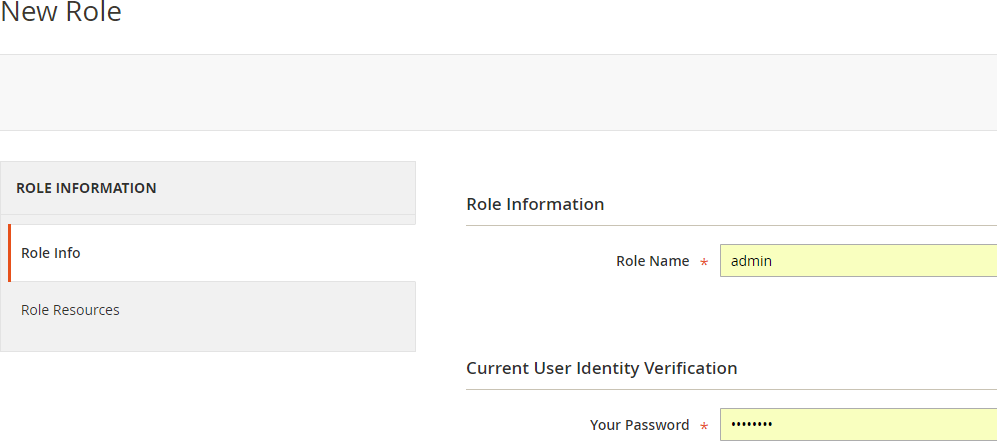 New Role
ROLE INFORMATION
Role Info
Role Resources
Role Information
Role Name * admin
Current User Identity Verification
Your Password * ••••••••